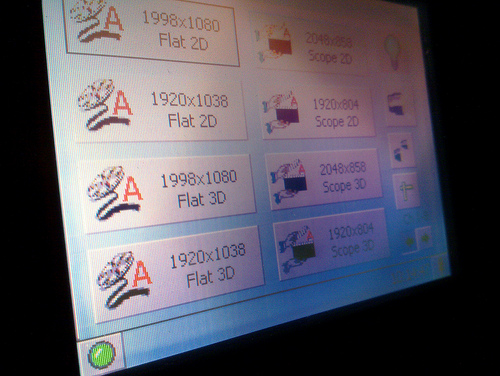 A 1998x1080
Flat 2D
A 2048x858
Scope 2D
A 1920x1038
Flat 2D
A 1920x804
Scope 2D
A 1998x1080
Flat 3D
A 2048x858
Scope 3D
A 1920x1038
Flat 3D
A 1920x804
Scope 3D